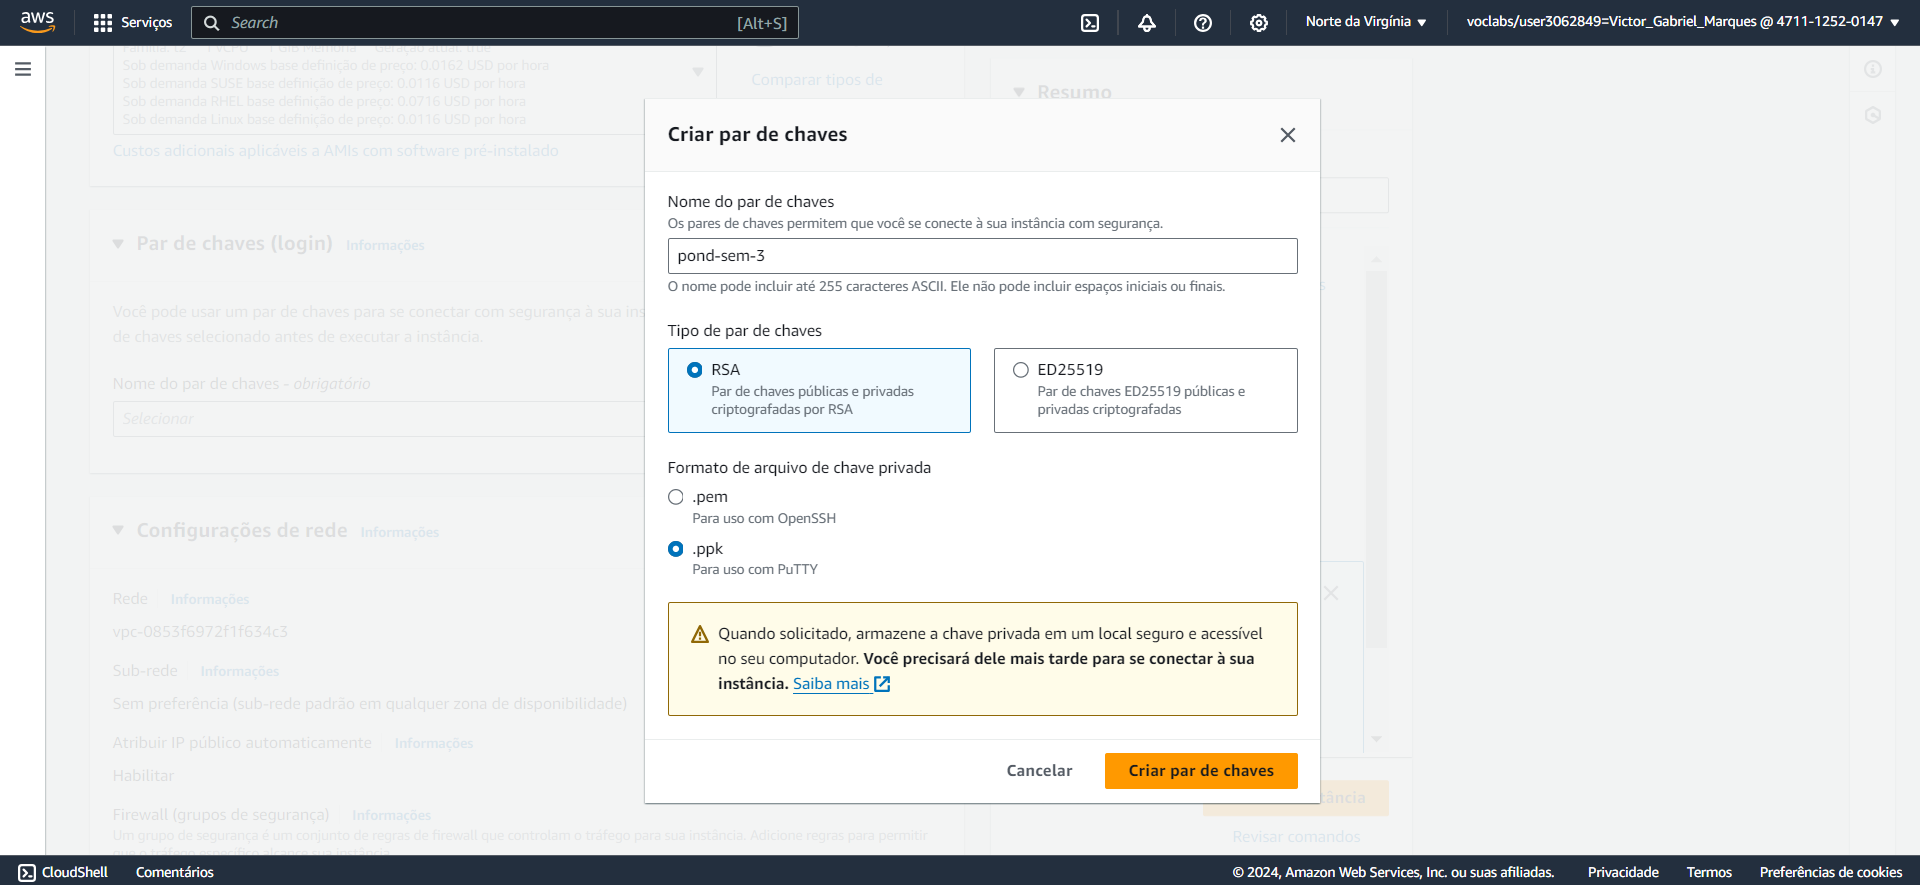 aws
Serviços
Search
[Alt+S]
Norte da Virgínia
voclabs/user3062849=Victor_Gabriel_Marques @ 4711-1252-0147
Família: t2 1 vCPU 1 GiB Memória Geração atual: true
Sob demanda Windows base definição de preço: 0.0162 USD por hora
Sob demanda SUSE base definição de preço: 0.0116 USD por hora
Sob demanda RHEL base definição de preço: 0.0716 USD por hora
Sob demanda Linux base definição de preço: 0.0116 USD por hora
Comparar tipos de
Custos adicionais aplicáveis a AMIs com software pré-instalado
Par de chaves (login)
Informações
Você pode usar um par de chaves para se conectar com segurança à sua ins
de chaves selecionado antes de executar a instância.
Nome do par de chaves - obrigatório
Selecionar
Configurações de rede
Informações
Rede
Informações
vpc-0853f6972f1f634c3
Sub-rede
Informações
Sem preferência (sub-rede padrão em qualquer zona de disponibilidade)
Atribuir IP público automaticamente
Informações
Habilitar
Firewall (grupos de segurança)
Informações
Um grupo de segurança é um conjunto de regras de firewall que controlam o tráfego para sua instância. Adicione regras para permitir
que o tráfego específico alcance sua instância.
Resumo
Criar par de chaves
Nome do par de chaves
Os pares de chaves permitem que você se conecte à sua instância com segurança.
pond-sem-3
O nome pode incluir até 255 caracteres ASCII. Ele não pode incluir espaços iniciais ou finais.
Tipo de par de chaves
RSA
Par de chaves públicas e privadas
criptografadas por RSA
ED25519
Par de chaves ED25519 públicas e
privadas criptografadas
Formato de arquivo de chave privada
.pem
Para uso com OpenSSH
.ppk
Para uso com PuTTY
Quando solicitado, armazene a chave privada em um local seguro e acessível
no seu computador. Você precisará dele mais tarde para se conectar à sua
instância. Saiba mais
Cancelar
Criar par de chaves
tância
Revisar comandos
CloudShell
Comentários
© 2024, Amazon Web Services, Inc. ou suas afiliadas.
Privacidade
Termos
Preferências de cookies